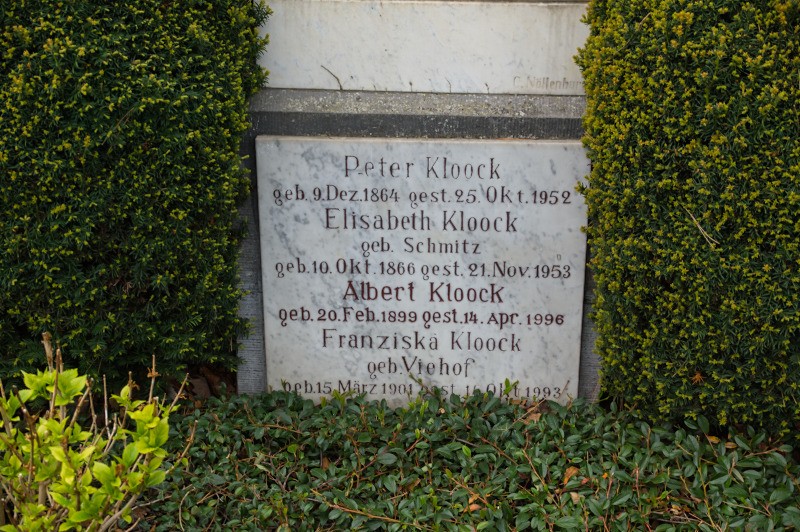 Peter Kloock
geb. 9. Dez. 1864 gest. 25. Okt. 1952
Elisabeth Kloock
geb. Schmitz
geb. 10. Okt. 1866 gest. 21. Nov. 1953
Albert Kloock
geb. 20. Feb. 1899 gest. 14. Apr. 1996
Franziska Kloock
geb. Viehof
geb. 15. März 1901 gest. Okt. 1993